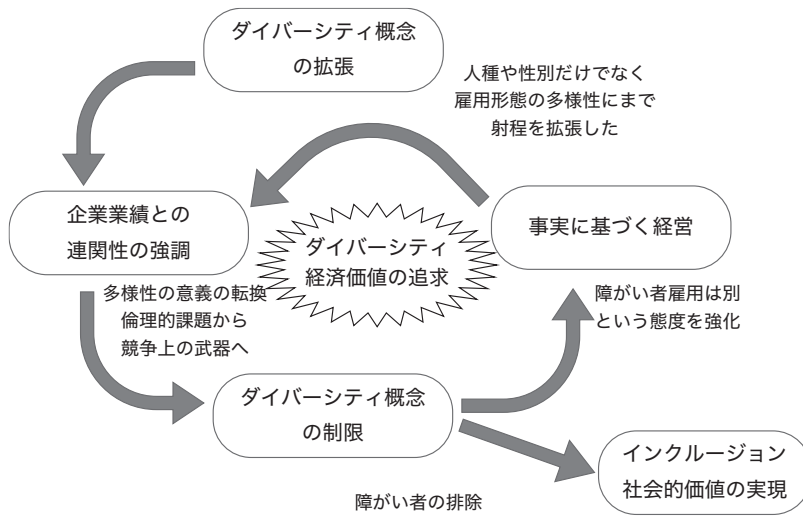 ダイバーシティ概念
の拡張
人種や性別だけでなく
雇用形態の多様性にまで
射程を拡張した
企業業績との
連関性の強調
ダイバーシティ
経済価値の追求
事実に基づく経営
多様性の意義の転換
倫理的課題から
競争上の武器へ
障がい者雇用は別
という態度を強化
ダイバーシティ概念
の制限
インクルージョン
社会的価値の実現
障がい者の排除